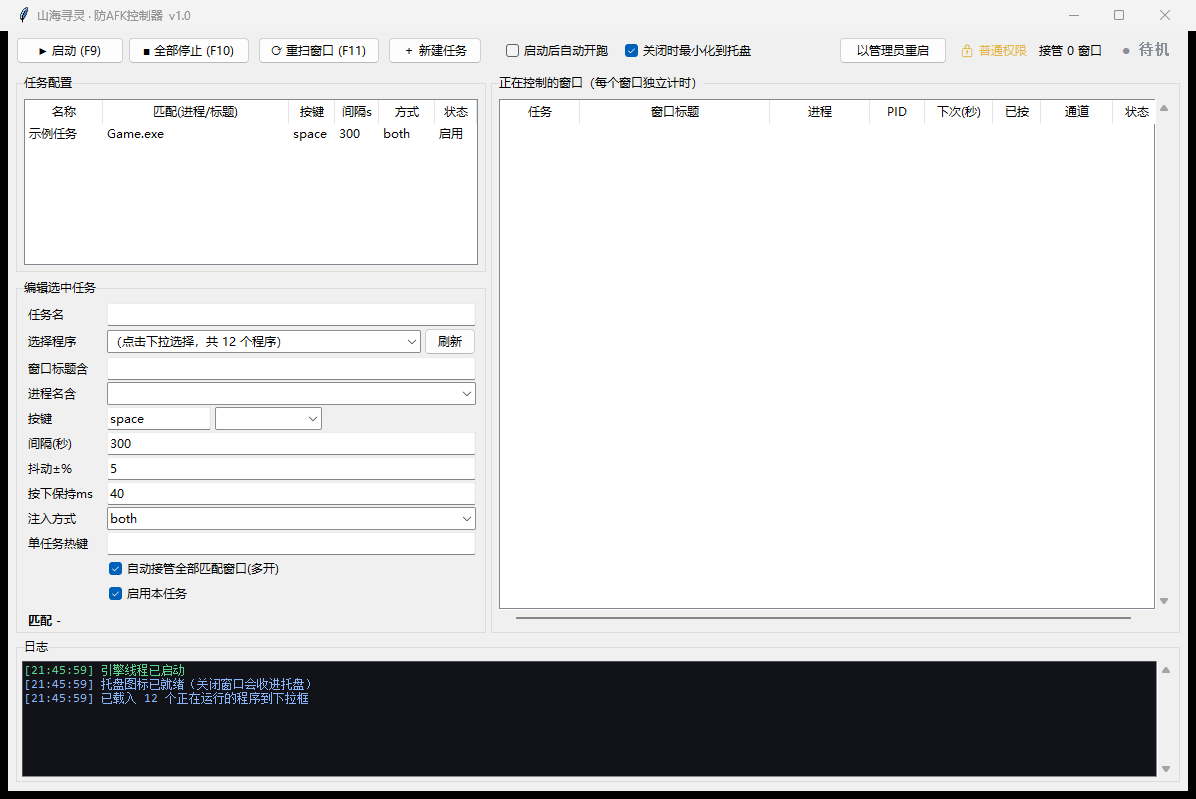 山海寻灵 · 防AFK控制器 v1.0
▶ 启动 (F9) ■ 全部停止 (F10) ⟳ 重扫窗口 (F11) + 新建任务 启动后自动开跑 关闭时最小化到托盘 以管理员重启 普通权限 接管 0 窗口 ● 待机
任务配置
名称 匹配(进程/标题) 按键 间隔s 方式 状态
示例任务 Game.exe space 300 both 启用
编辑选中任务
任务名
选择程序 （点击下拉选择，共 12 个程序） 刷新
窗口标题含
进程名含
按键 space
间隔(秒) 300
抖动±% 5
按下保持ms 40
注入方式 both
单任务热键
自动接管全部匹配窗口(多开)
启用本任务
匹配 -
正在控制的窗口（每个窗口独立计时）
任务 窗口标题 进程 PID 下次(秒) 已按 通道 状态
日志
[21:45:59] 引擎线程已启动
[21:45:59] 托盘图标已就绪（关闭窗口会收进托盘）
[21:45:59] 已载入 12 个正在运行的程序到下拉框